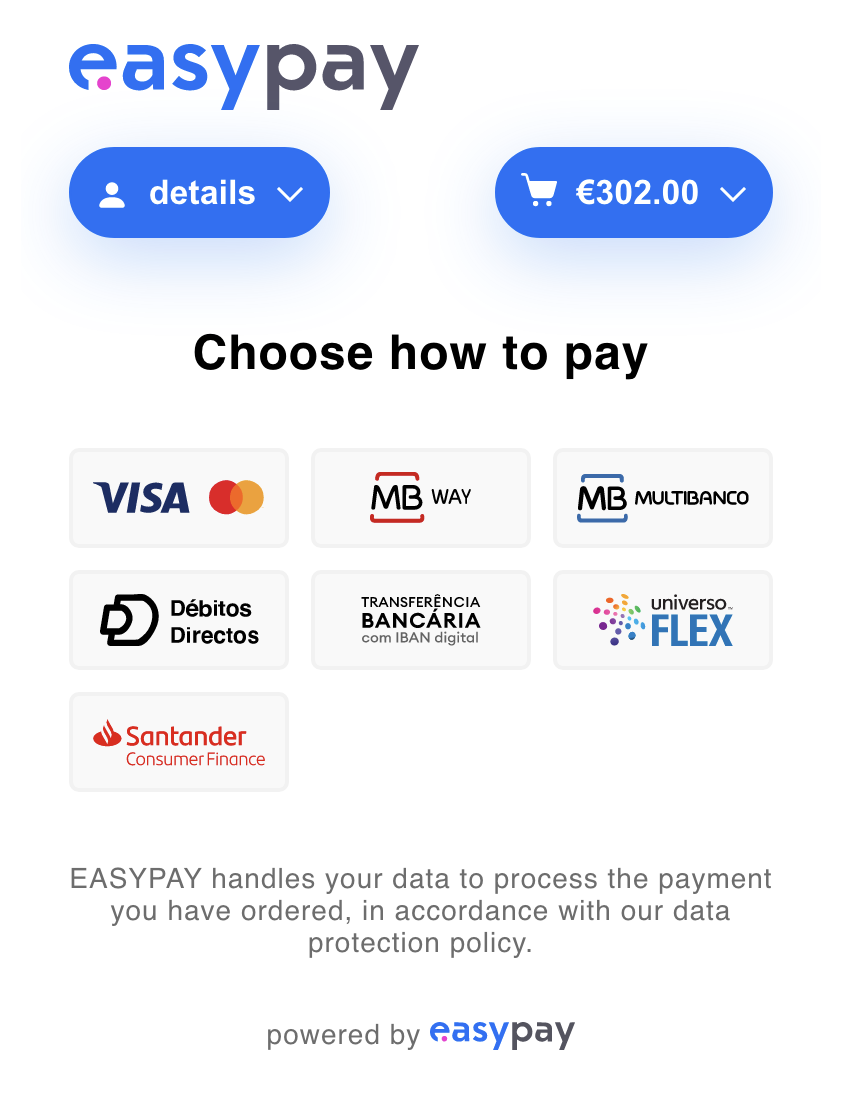 easypay
details
€302.00
Choose how to pay
VISA
MB WAY
MB MULTIBANCO
Débitos
Directos
TRANSFERÊNCIA
BANCÁRIA
com IBAN digital
universo™
FLEX
Santander
Consumer Finance
EASYPAY handles your data to process the payment
you have ordered, in accordance with our data
protection policy.
powered by easypay